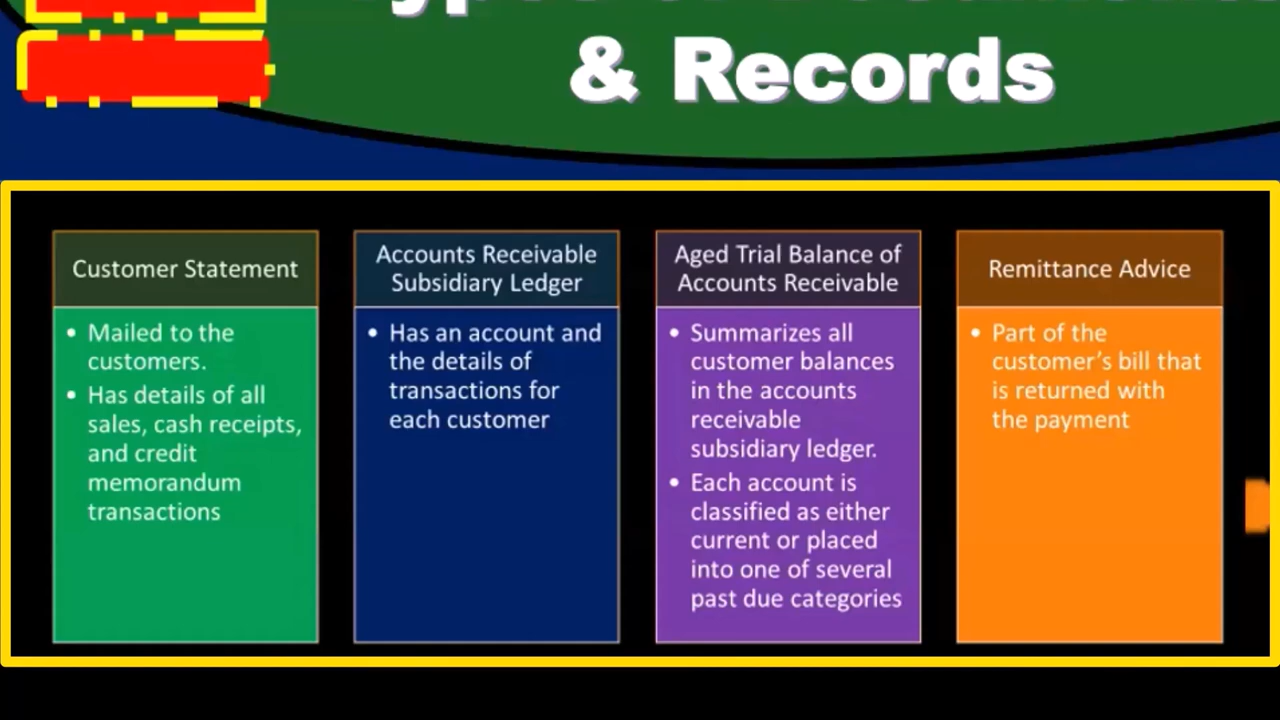 Types of Documents
& Records
Customer Statement
• Mailed to the
customers.
• Has details of all
sales, cash receipts,
and credit
memorandum
transactions
Accounts Receivable
Subsidiary Ledger
• Has an account and
the details of
transactions for
each customer
Aged Trial Balance of
Accounts Receivable
• Summarizes all
customer balances
in the accounts
receivable
subsidiary ledger.
• Each account is
classified as either
current or placed
into one of several
past due categories
Remittance Advice
• Part of the
customer’s bill that
is returned with
the payment